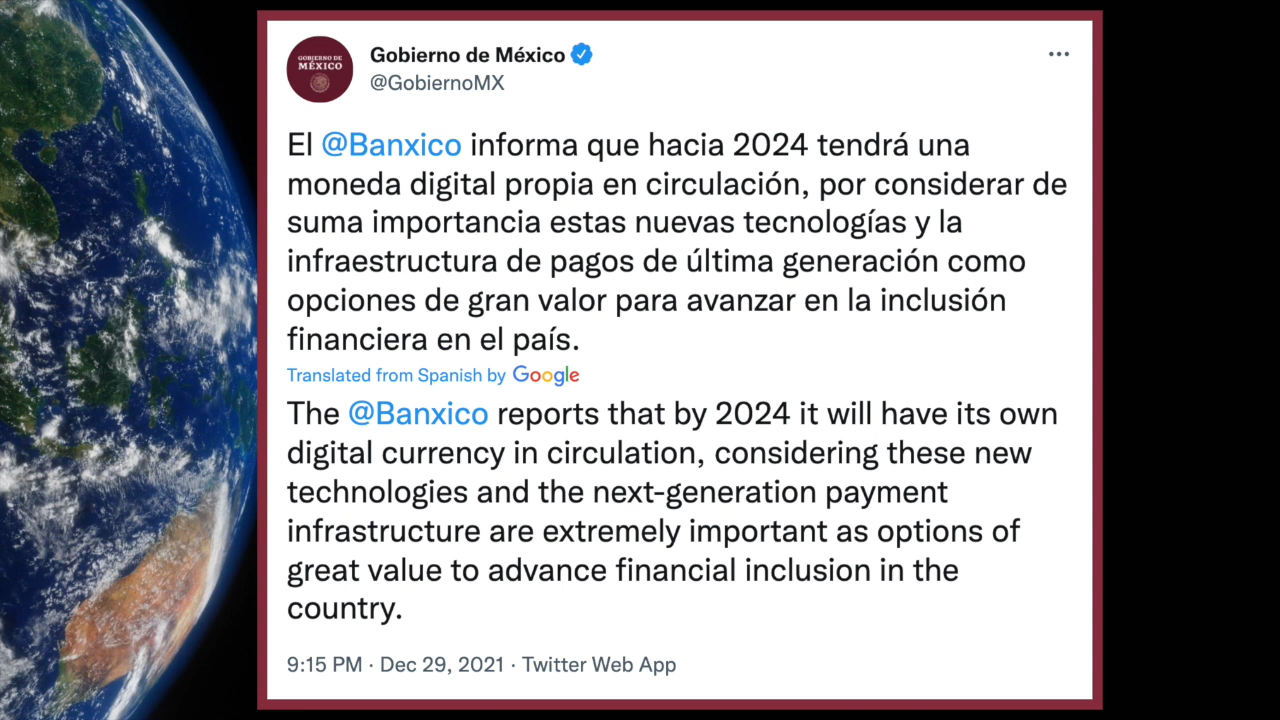 GOBIERNO DE
MÉXICO
Gobierno de México
@GobiernoMX
El @Banxico informa que hacia 2024 tendrá una
moneda digital propia en circulación, por considerar de
suma importancia estas nuevas tecnologías y la
infraestructura de pagos de última generación como
opciones de gran valor para avanzar en la inclusión
financiera en el país.
Translated from Spanish by Google
The @Banxico reports that by 2024 it will have its own
digital currency in circulation, considering these new
technologies and the next-generation payment
infrastructure are extremely important as options of
great value to advance financial inclusion in the
country.
9:15 PM · Dec 29, 2021 · Twitter Web App